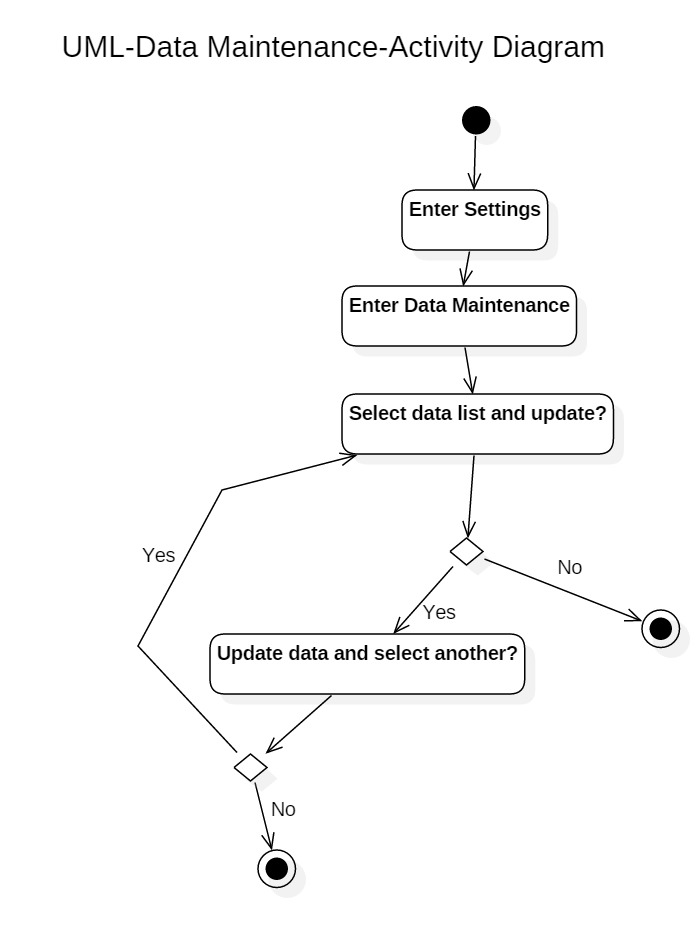 UML-Data Maintenance-Activity Diagram
Enter Settings
Enter Data Maintenance
Select data list and update?
Yes
No
Yes
Update data and select another?
No